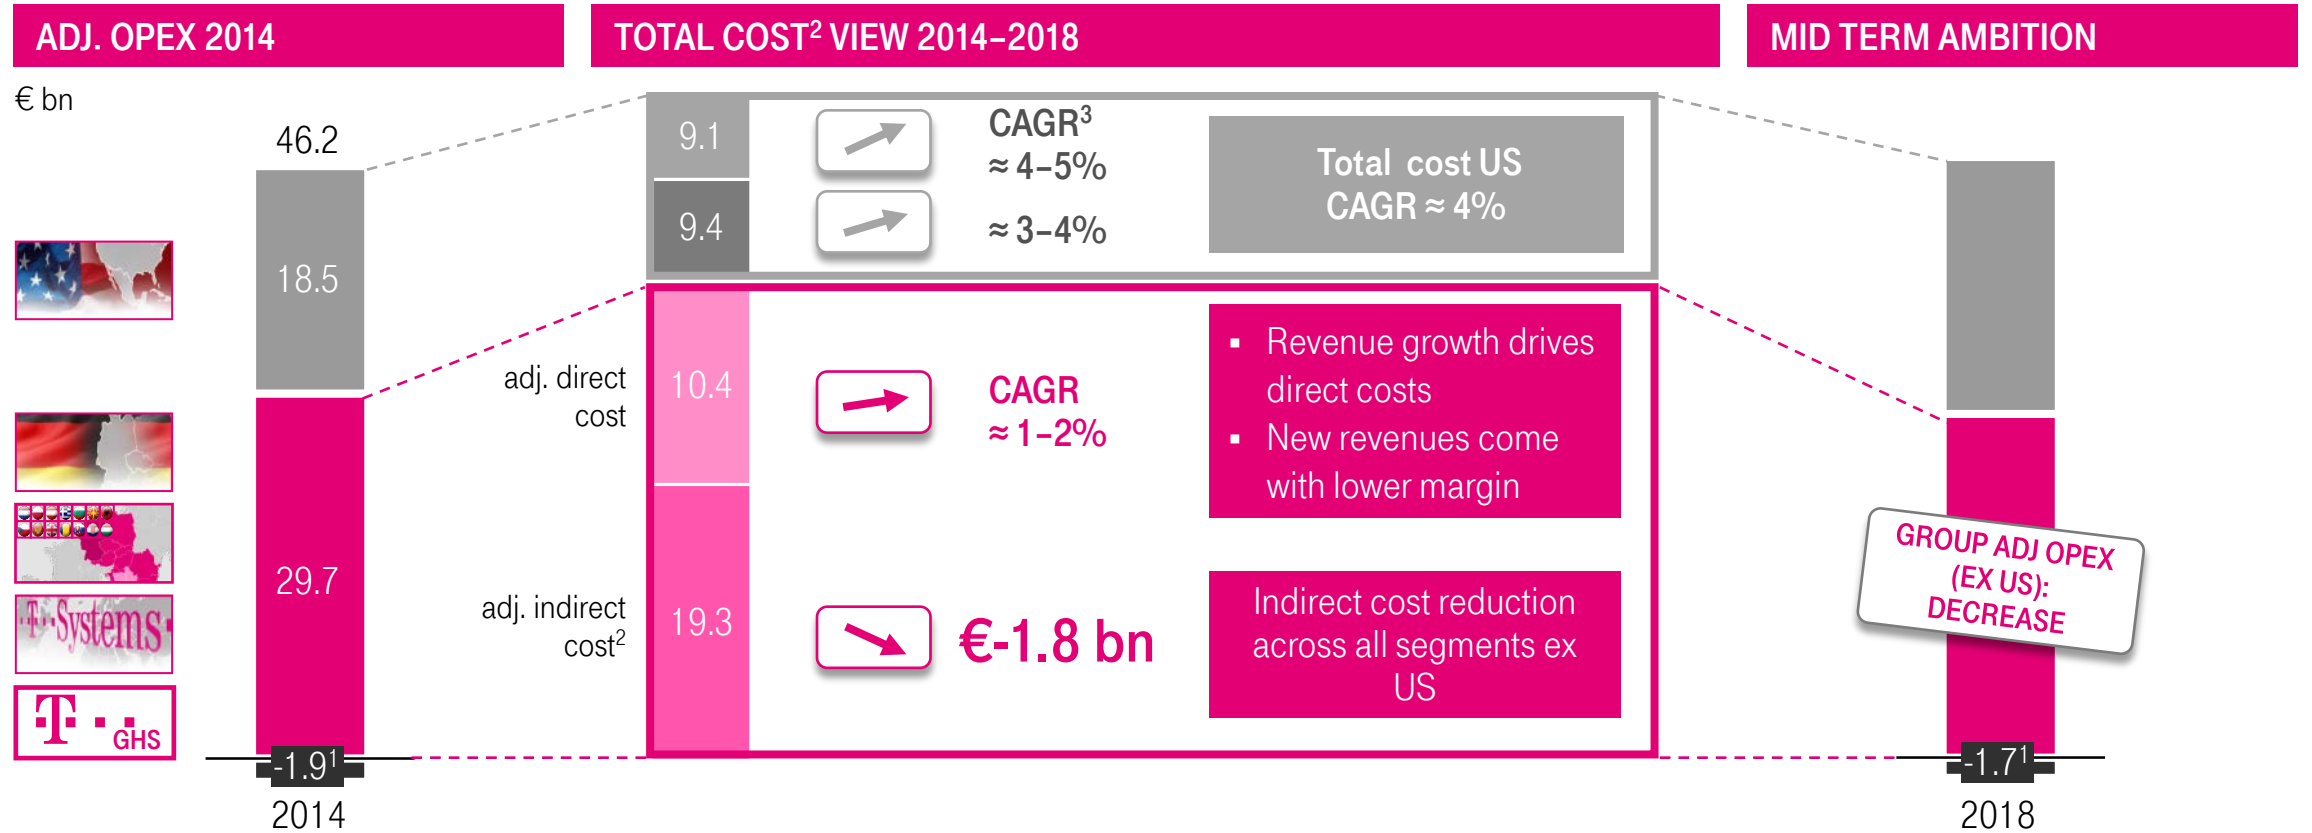 ADJ. OPEX 2014
TOTAL COST² VIEW 2014–2018
MID TERM AMBITION
€ bn
46.2
18.5
29.7
-1.9¹
2014
T · · Systems ·
T · · ·
GHS
adj. direct
cost
adj. indirect
cost²
9.1
9.4
10.4
19.3
CAGR³
≈ 4–5%
≈ 3–4%
Total cost US
CAGR ≈ 4%
CAGR
≈ 1–2%
▪ Revenue growth drives
direct costs
▪ New revenues come
with lower margin
€-1.8 bn
Indirect cost reduction
across all segments ex
US
GROUP ADJ OPEX
(EX US):
DECREASE
-1.7¹
2018